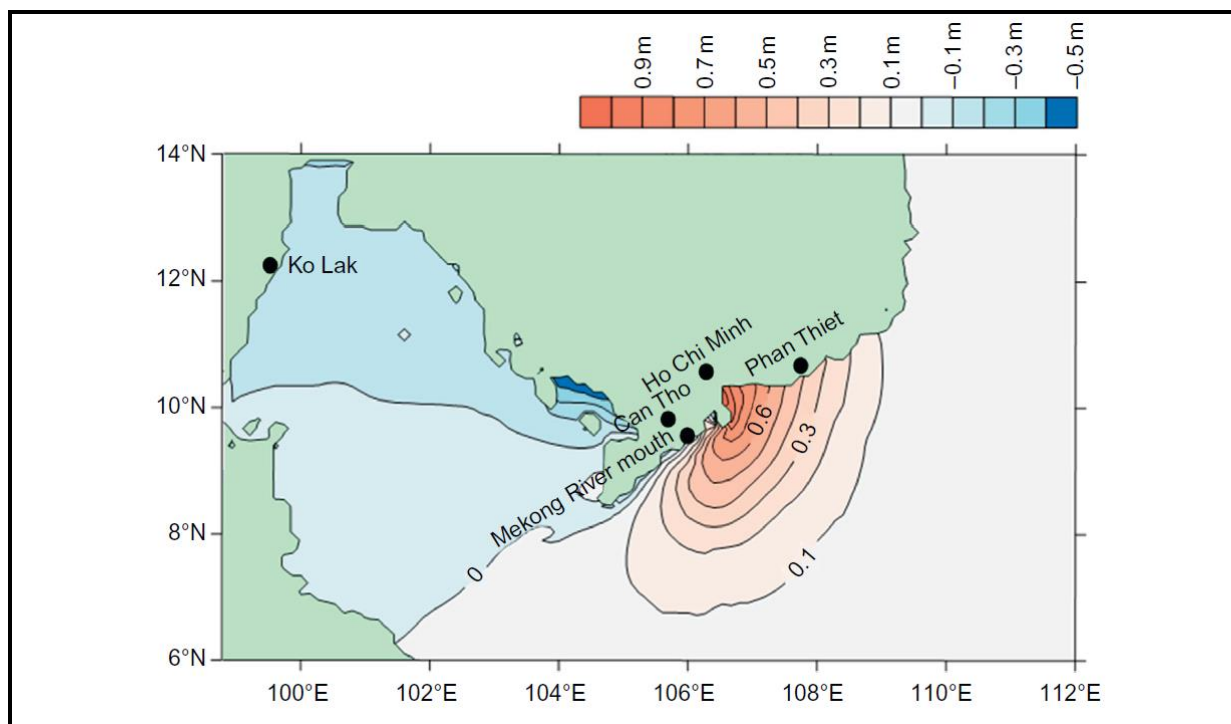 0.9 m 0.7 m 0.5 m 0.3 m 0.1 m −0.1 m −0.3 m −0.5 m
14°N
12°N
10°N
8°N
6°N
Ko Lak
Ho Chi Minh
Phan Thiet
Can Tho
Mekong River mouth
0.6
0.3
0.1
0
100°E 102°E 104°E 106°E 108°E 110°E 112°E